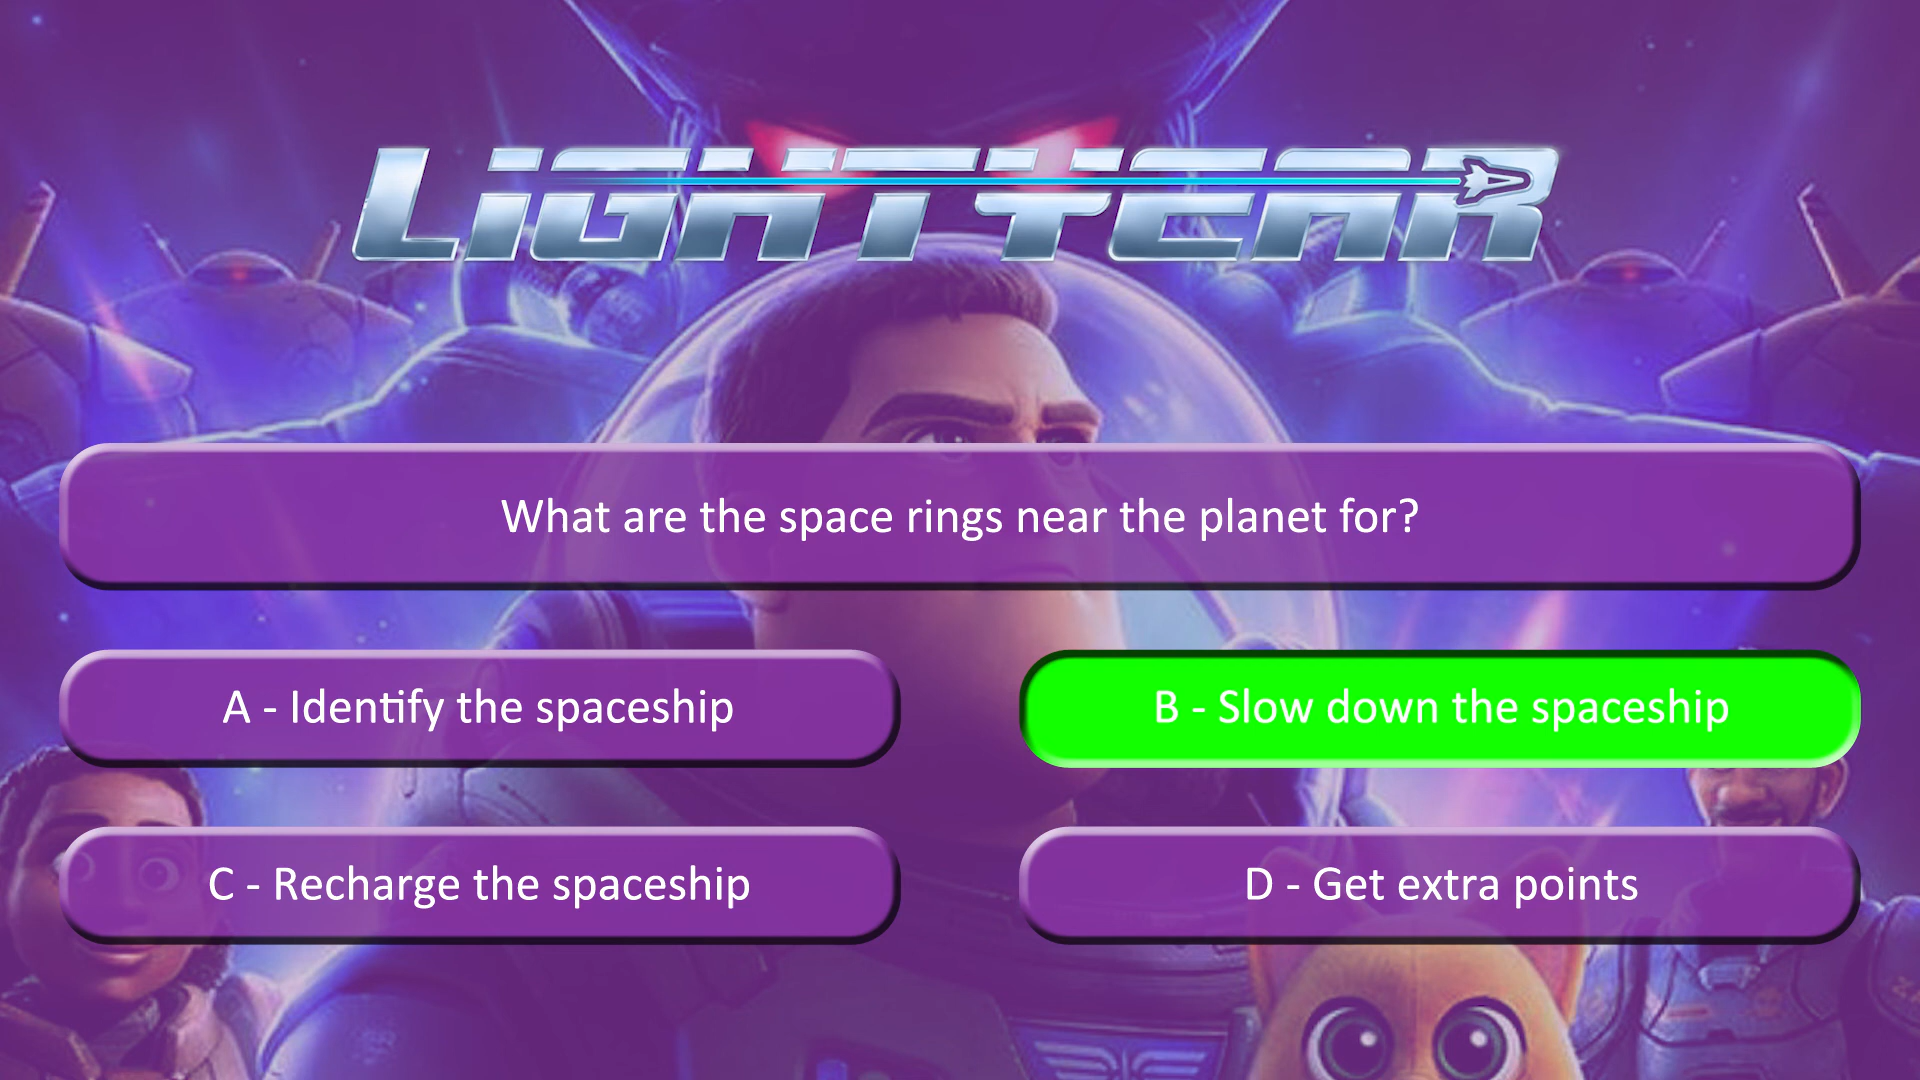 LIGHTYEAR
What are the space rings near the planet for?
A - Identify the spaceship
B - Slow down the spaceship
C - Recharge the spaceship
D - Get extra points